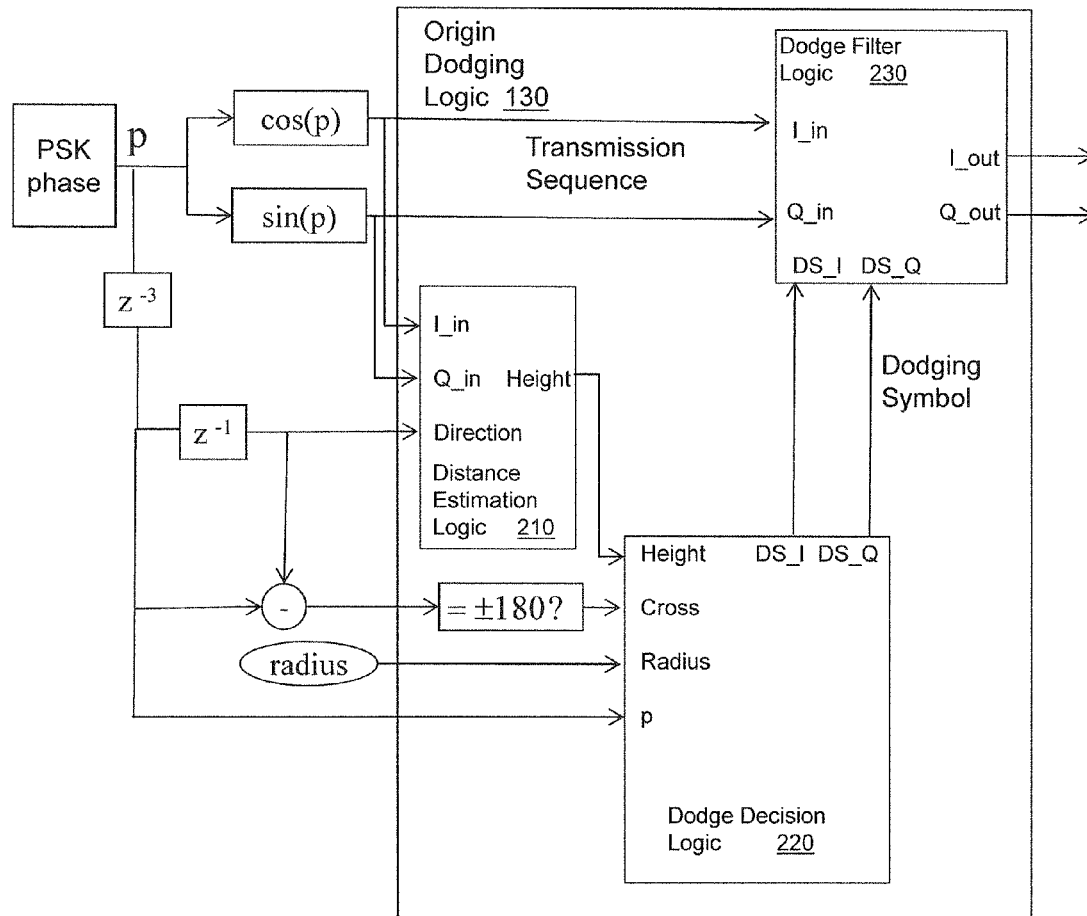 Origin
Dodging
Logic 130
Dodge Filter
Logic 230
I_in
Q_in
I_out
Q_out
DS_I DS_Q
PSK
phase
p
cos(p)
sin(p)
Transmission
Sequence
z -3
z -1
I_in
Q_in
Height
Direction
Distance
Estimation
Logic 210
Dodging
Symbol
-
= ±180?
radius
Height
DS_I DS_Q
Cross
Radius
p
Dodge Decision
Logic 220